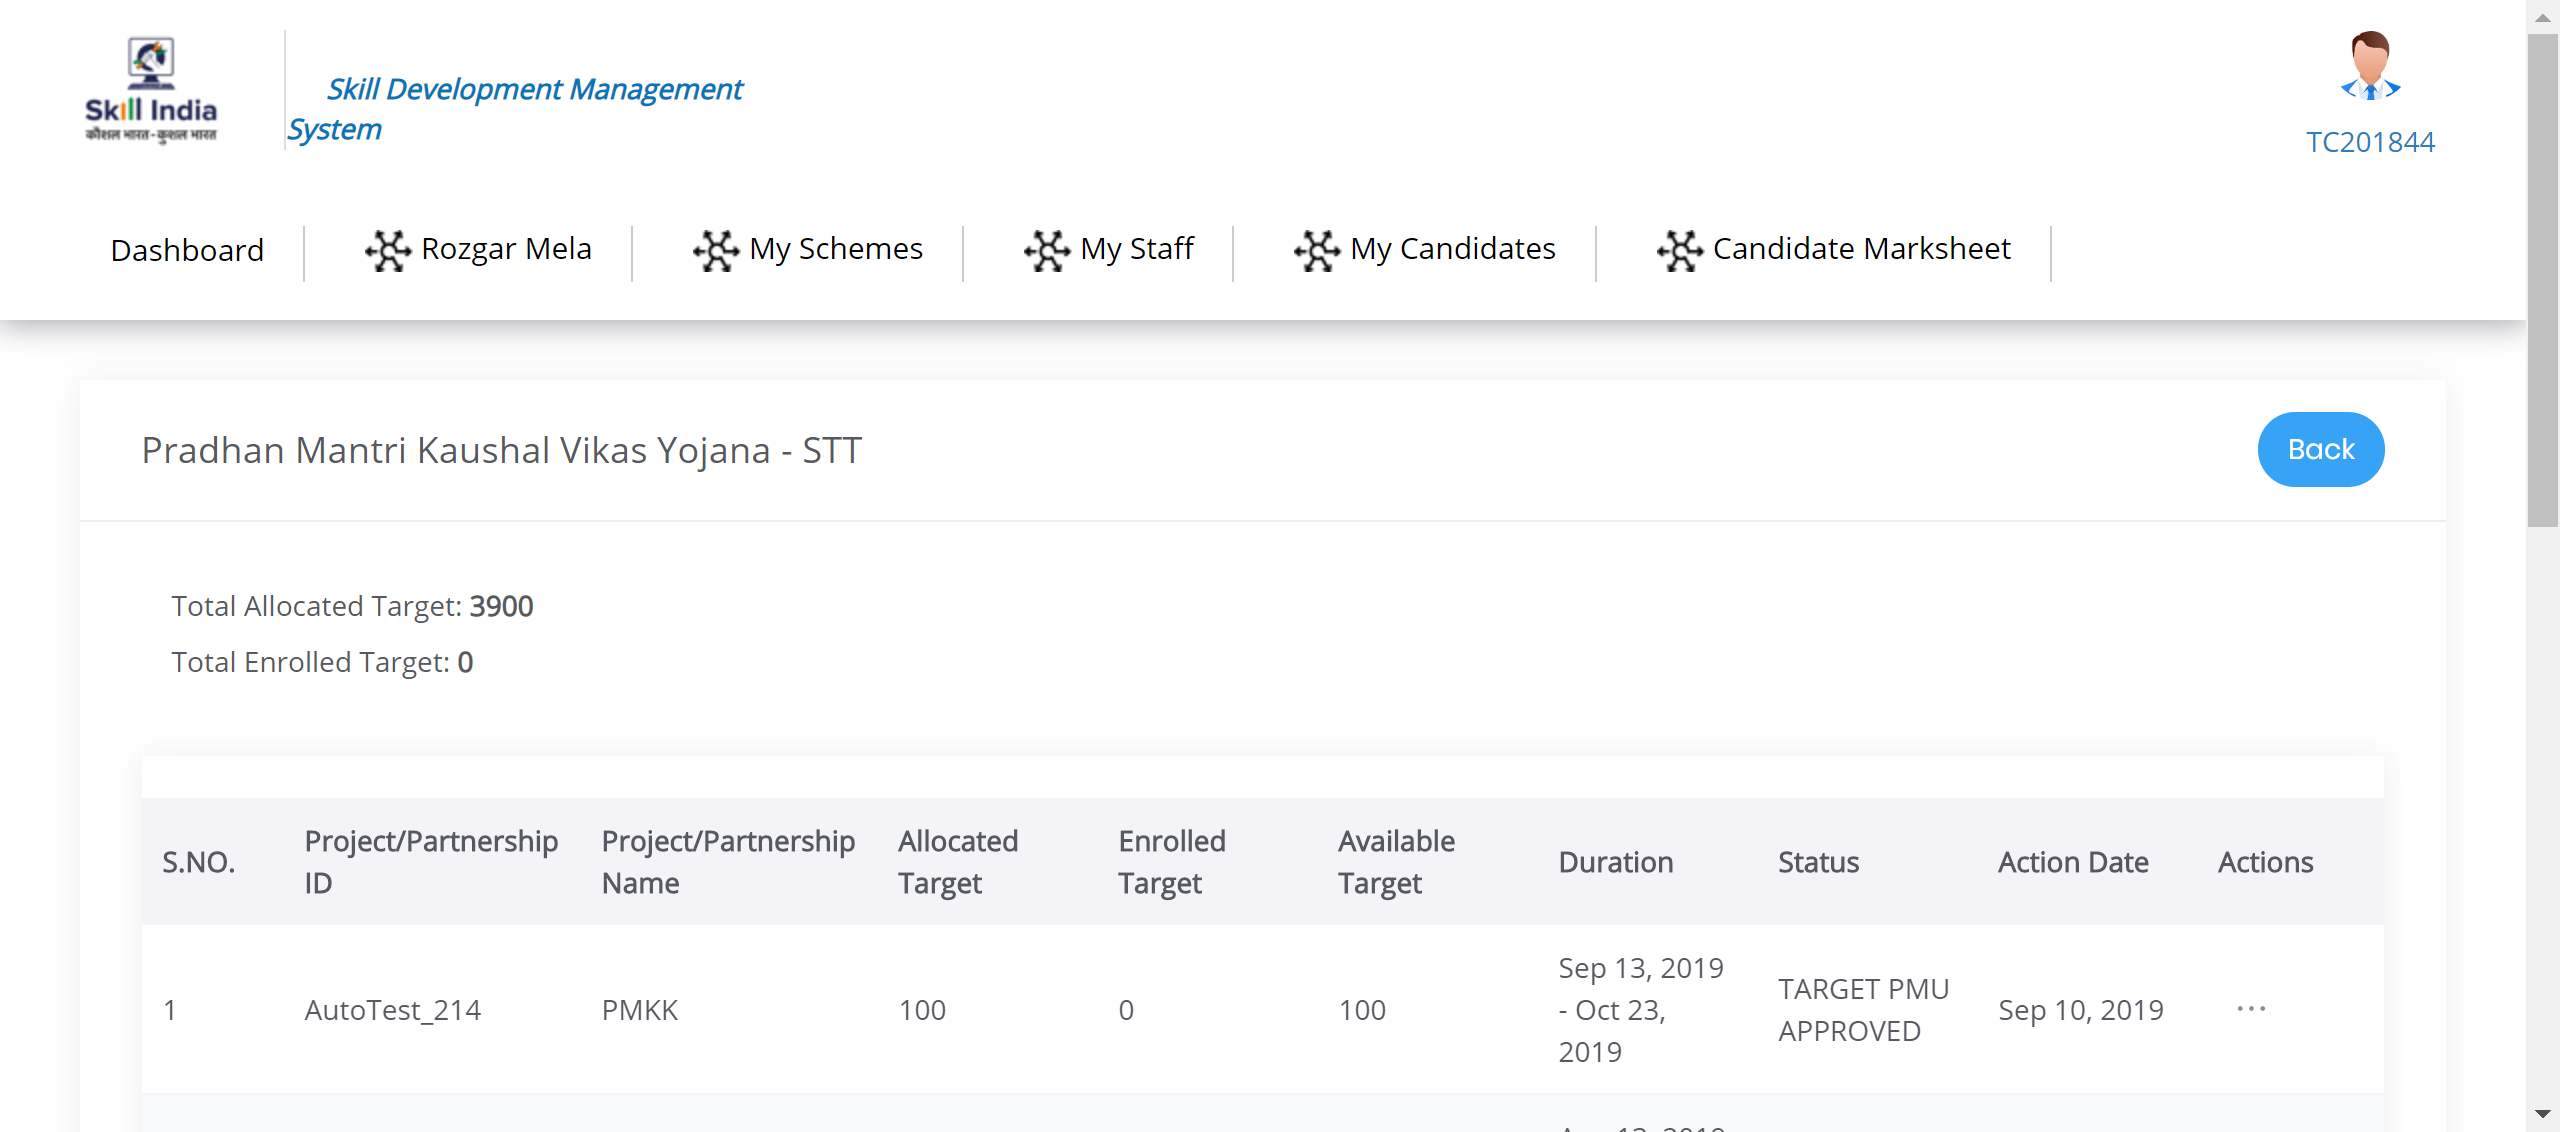 Skill India
कौशल भारत-कुशल भारत
Skill Development Management
System
TC201844
Dashboard
Rozgar Mela
My Schemes
My Staff
My Candidates
Candidate Marksheet
Pradhan Mantri Kaushal Vikas Yojana - STT
Back
Total Allocated Target: 3900
Total Enrolled Target: 0
S.NO.
Project/Partnership
ID
Project/Partnership
Name
Allocated
Target
Enrolled
Target
Available
Target
Duration
Status
Action Date
Actions
1
AutoTest_214
PMKK
100
0
100
Sep 13, 2019
- Oct 23,
2019
TARGET PMU
APPROVED
Sep 10, 2019
...